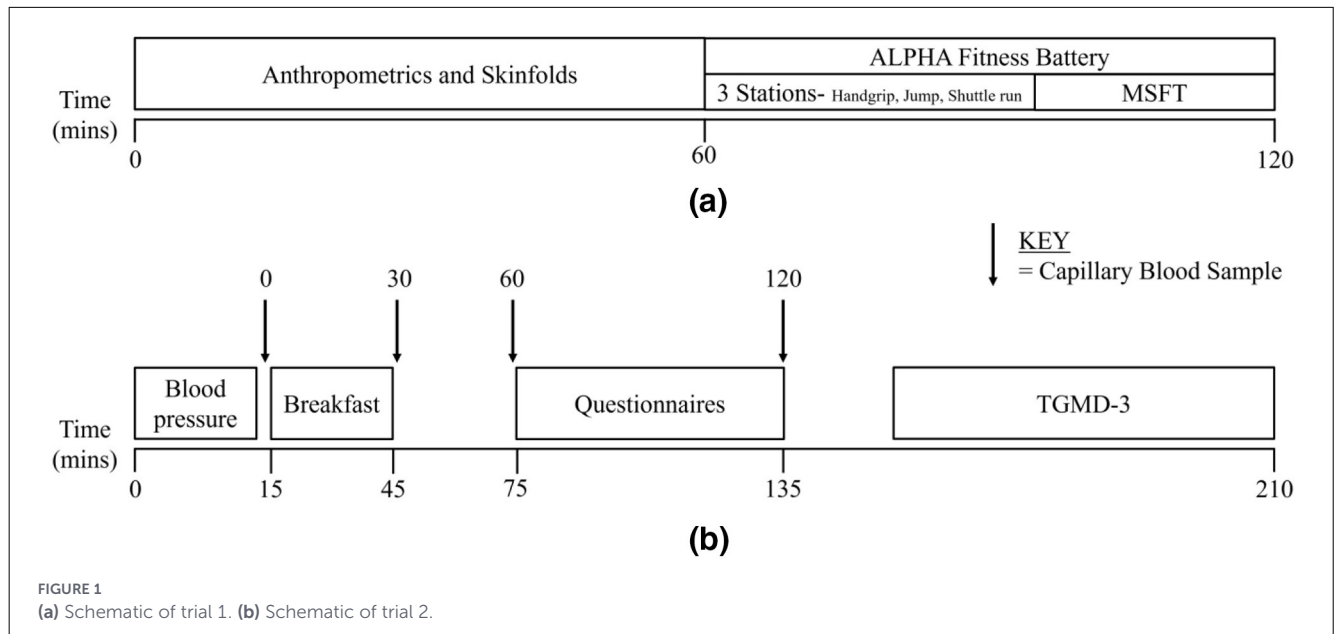 Anthropometrics and Skinfolds
ALPHA Fitness Battery
3 Stations- Handgrip, Jump, Shuttle run
MSFT
Time
(mins)
0
60
120
(a)
KEY
= Capillary Blood Sample
0
30
60
120
Blood
pressure
Breakfast
Questionnaires
TGMD-3
Time
(mins)
0
15
45
75
135
210
(b)
FIGURE 1
(a) Schematic of trial 1. (b) Schematic of trial 2.